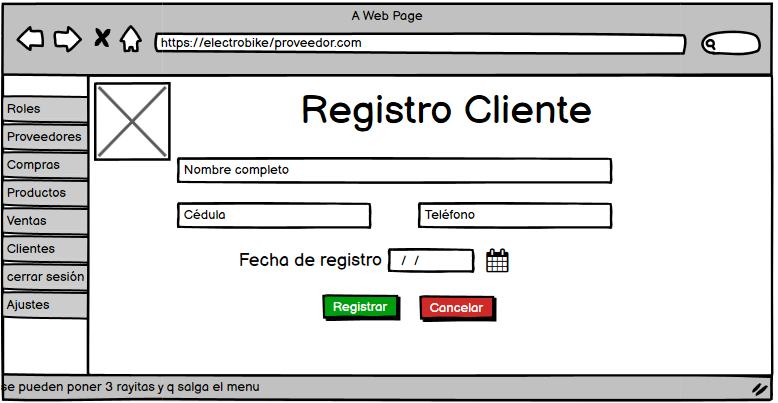 A Web Page
https://electrobike/proveedor.com
Registro Cliente
Roles
Proveedores
Compras
Productos
Ventas
Clientes
cerrar sesión
Ajustes
Nombre completo
Cédula
Teléfono
Fecha de registro / /
Registrar
Cancelar
se pueden poner 3 rayitas y q salga el menu